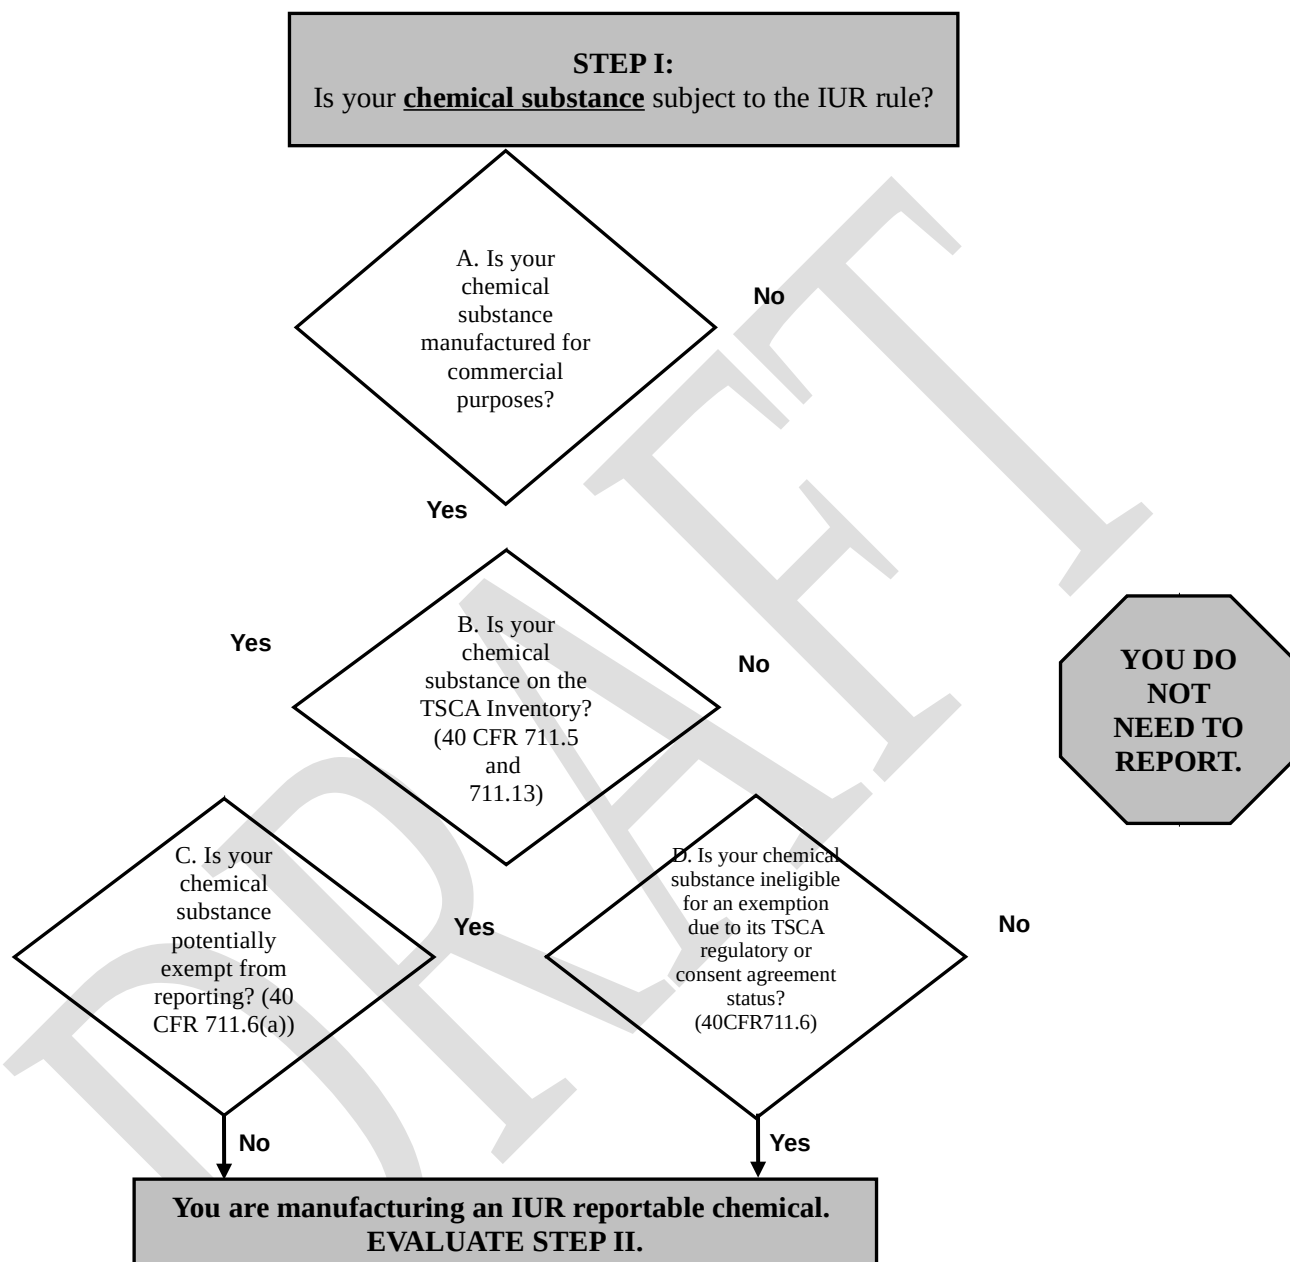 STEP I:
Is your chemical substance subject to the IUR rule?
A. Is your
chemical
substance
manufactured for
commercial
purposes?
No
Yes
B. Is your
chemical
substance on the
TSCA Inventory?
(40 CFR 711.5
and
711.13)
Yes
No
YOU DO
NOT
NEED TO
REPORT.
C. Is your
chemical
substance
potentially
exempt from
reporting? (40
CFR 711.6(a))
Yes
D. Is your chemical
substance ineligible
for an exemption
due to its TSCA
regulatory or
consent agreement
status?
(40CFR711.6)
No
No
Yes
You are manufacturing an IUR reportable chemical.
EVALUATE STEP II.
DRAFT